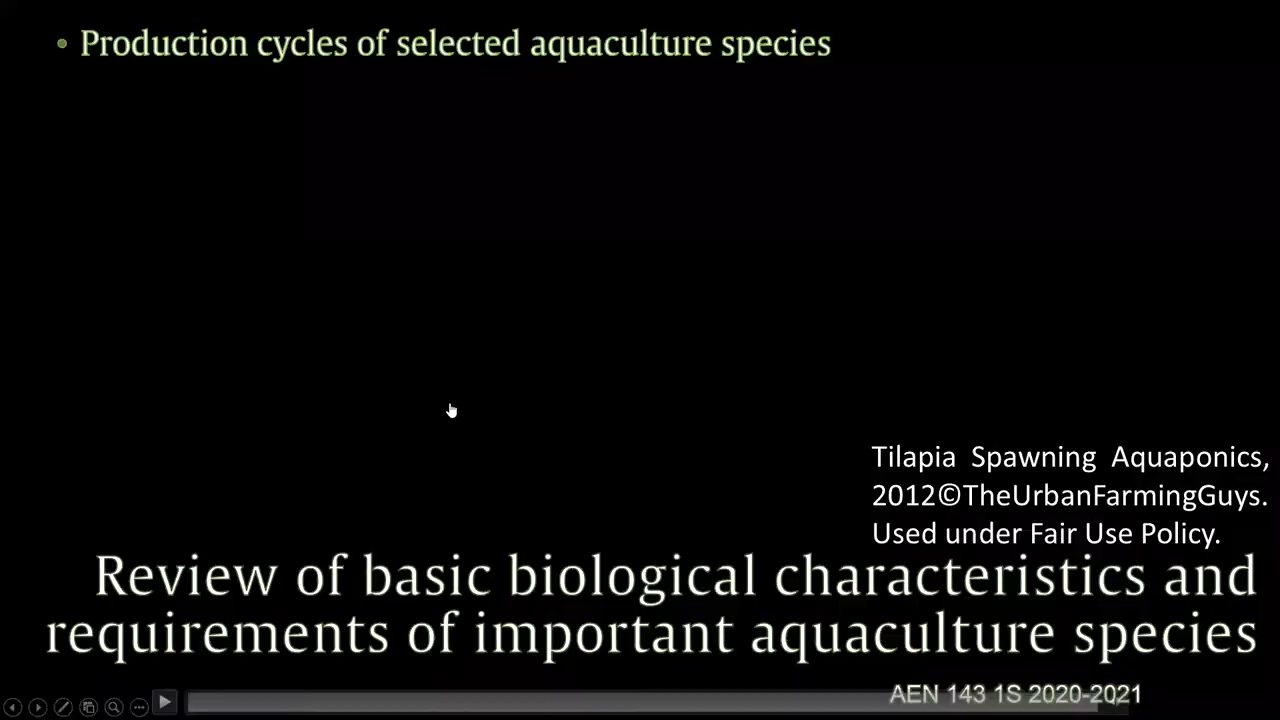 • Production cycles of selected aquaculture species
Tilapia Spawning Aquaponics,
2012©TheUrbanFarmingGuys.
Used under Fair Use Policy.
Review of basic biological characteristics and
requirements of important aquaculture species
AEN 143 1S 2020-2021